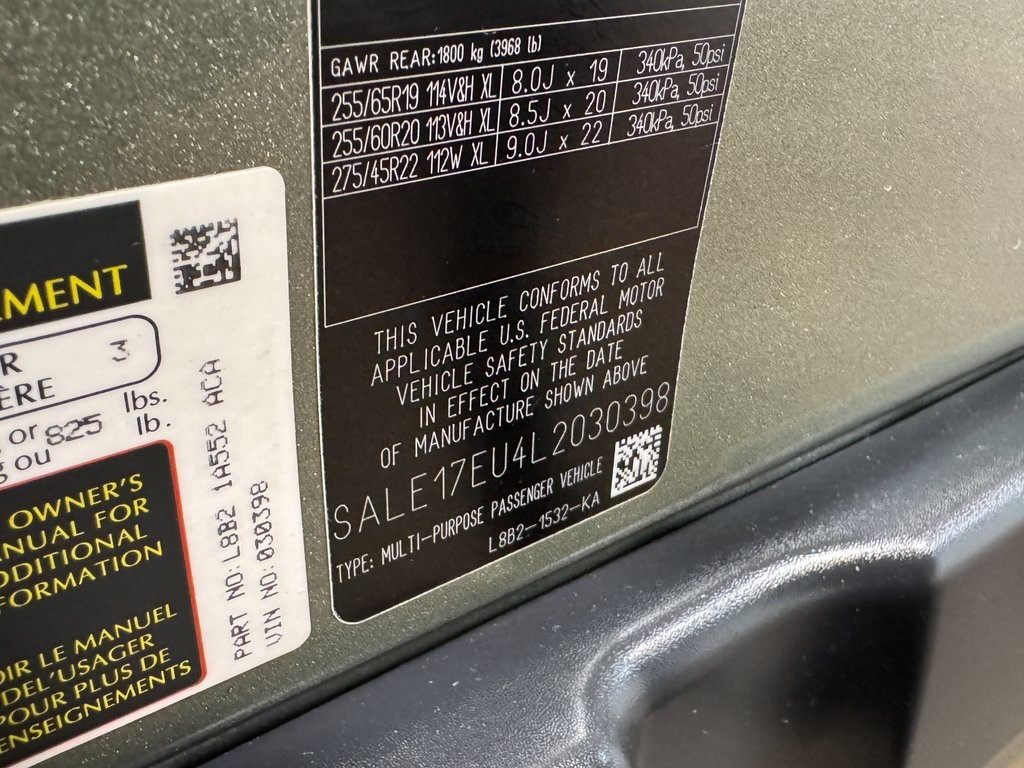 GAWR REAR:1800 kg (3968 lb)
255/65R19 114V&H XL 8.0J x 19 340kPa, 50psi
255/60R20 113V&H XL 8.5J x 20 340kPa, 50psi
275/45R22 112W XL 9.0J x 22 340kPa, 50psi
THIS VEHICLE CONFORMS TO ALL
APPLICABLE U.S. FEDERAL MOTOR
VEHICLE SAFETY STANDARDS
IN EFFECT ON THE DATE
OF MANUFACTURE SHOWN ABOVE
SALE17EU4L2030398
TYPE: MULTI-PURPOSE PASSENGER VEHICLE
L8B2-1532-KA
EMENT
R 3
ÈRE
or 825 lbs.
g ou lb.
OWNER'S
NUAL FOR
DDITIONAL
FORMATION
OIR LE MANUEL
DEL'USAGER
POUR PLUS DE
ENSEIGNEMENTS
PART NO:L8B2 1A552 ACA
VIN NO:030398